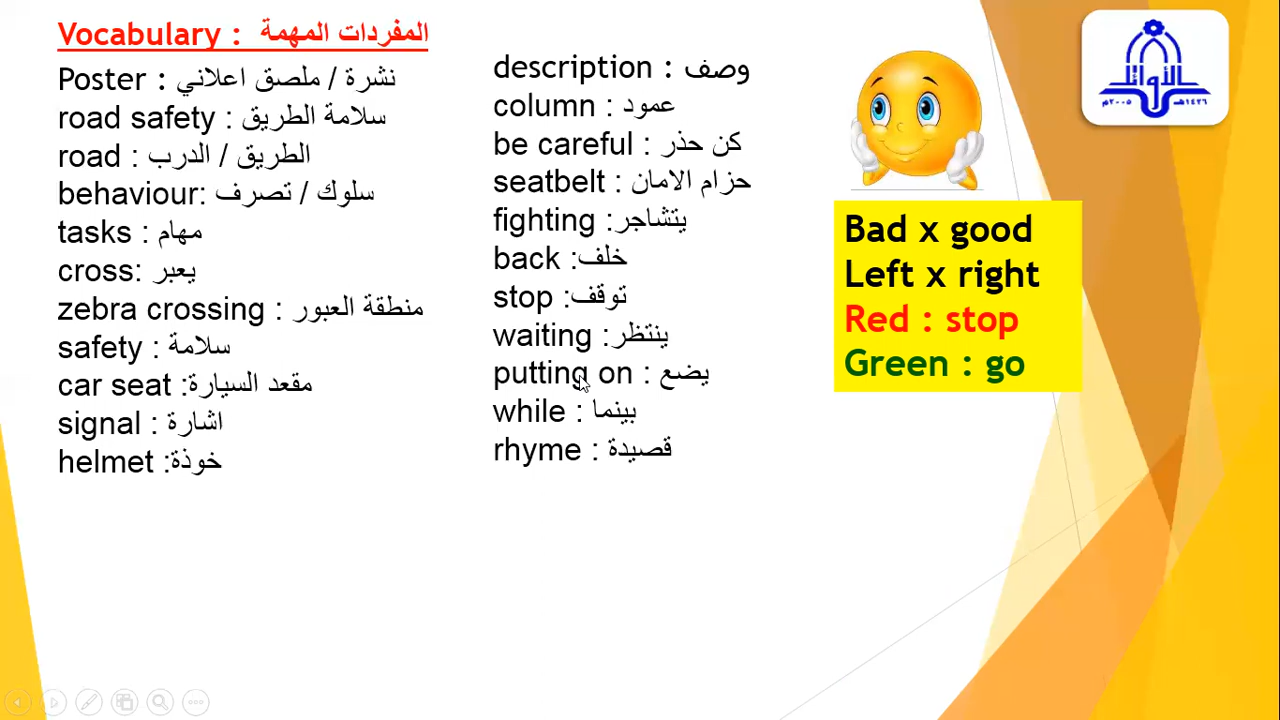 Vocabulary : المفردات المهمة
Poster : نشرة / ملصق اعلاني
road safety : سلامة الطريق
road : الطريق / الدرب
behaviour: سلوك / تصرف
tasks : مهام
cross: يعبر
zebra crossing : منطقة العبور
safety : سلامة
car seat: مقعد السيارة
signal : اشارة
helmet: خوذة
description : وصف
column : عمود
be careful : كن حذر
seatbelt : حزام الامان
fighting: يتشاجر
back: خلف
stop: توقف
waiting: ينتظر
putting on : يضع
while : بينما
rhyme : قصيدة
Bad x good
Left x right
Red : stop
Green : go
الأوائل
١٤٢٦هـ ٢٠٠٥م